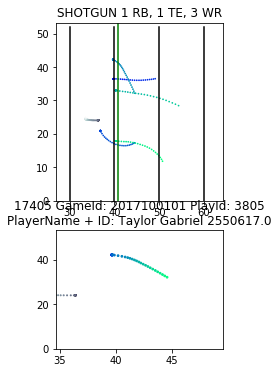 SHOTGUN 1 RB, 1 TE, 3 WR
50
40
30
20
10
0
30 40 50 60
17405 GameId: 2017100101 PlayId: 3805
PlayerName + ID: Taylor Gabriel 2550617.0
40
20
0
35 40 45